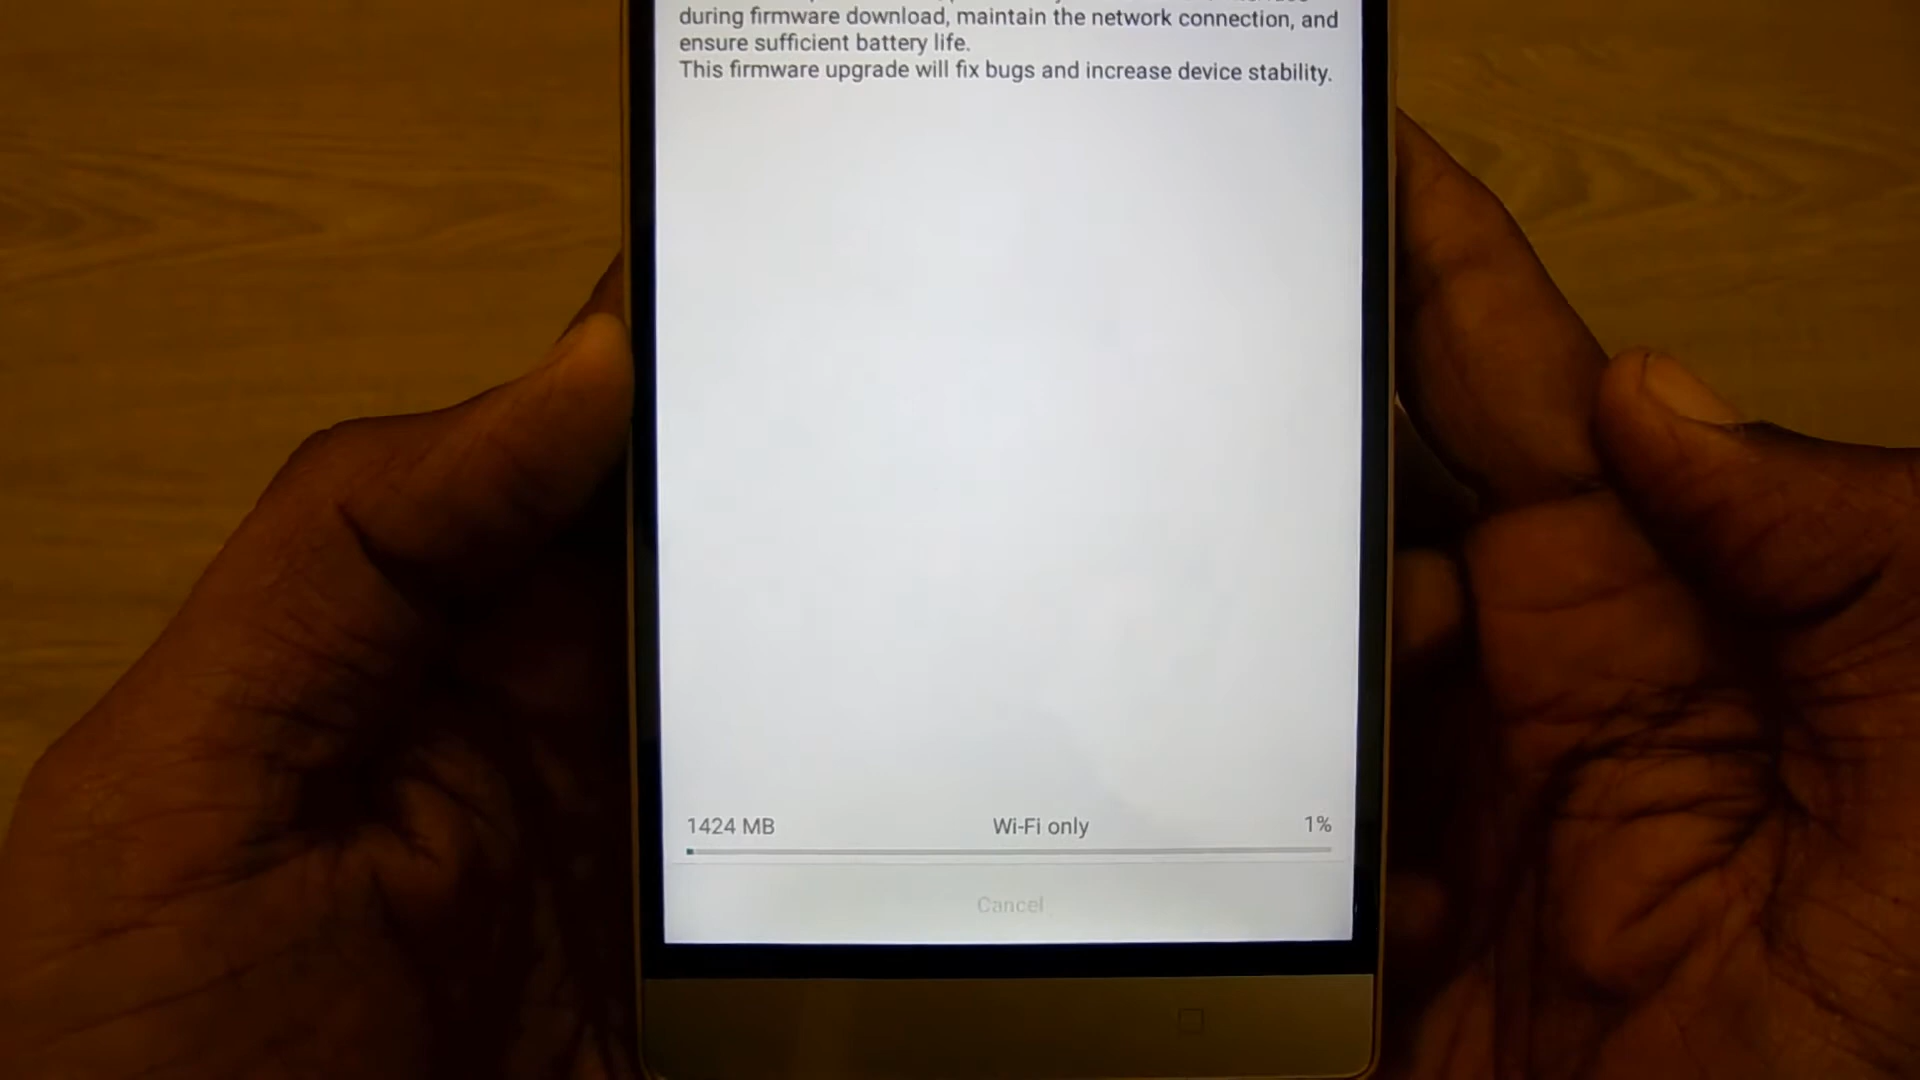 during firmware download, maintain the network connection, and
ensure sufficient battery life.
This firmware upgrade will fix bugs and increase device stability.
1424 MB Wi-Fi only 1%
Cancel